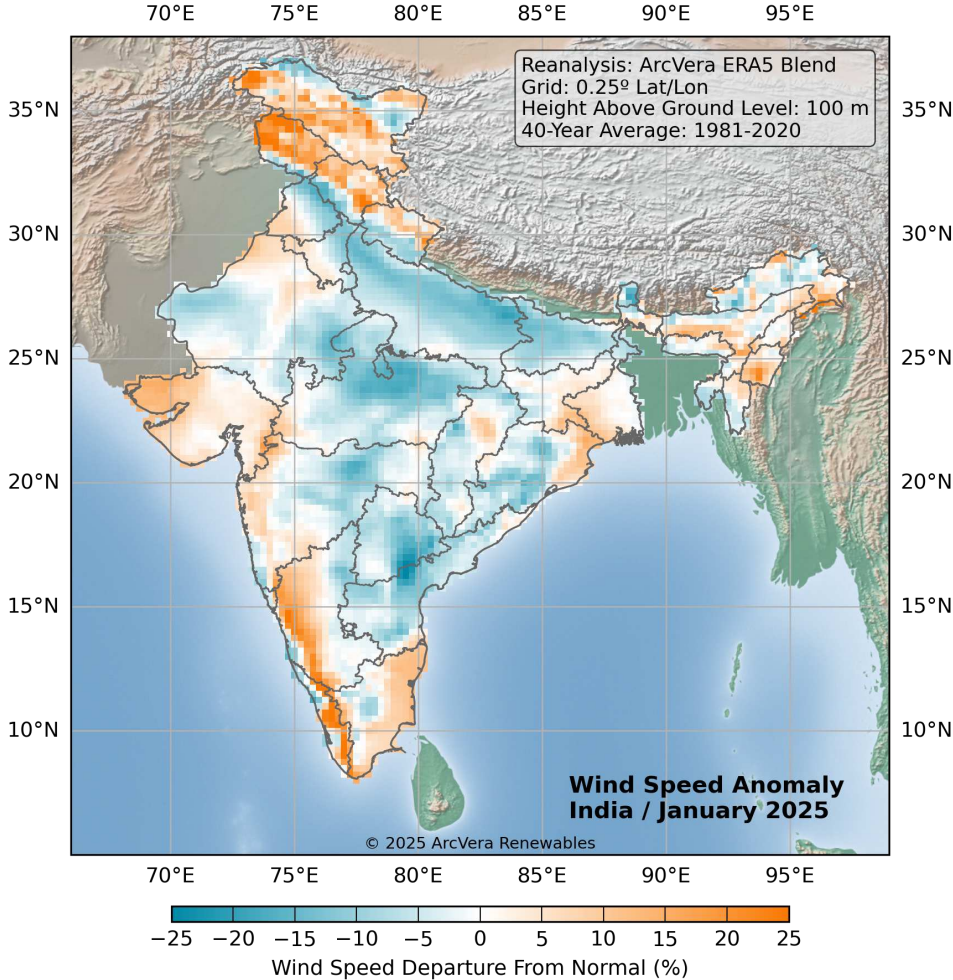 70°E 75°E 80°E 85°E 90°E 95°E
Reanalysis: ArcVera ERA5 Blend
Grid: 0.25º Lat/Lon
Height Above Ground Level: 100 m
40-Year Average: 1981-2020
35°N 35°N
30°N 30°N
25°N 25°N
20°N 20°N
15°N 15°N
10°N 10°N
Wind Speed Anomaly
India / January 2025
© 2025 ArcVera Renewables
70°E 75°E 80°E 85°E 90°E 95°E
−25 −20 −15 −10 −5 0 5 10 15 20 25
Wind Speed Departure From Normal (%)